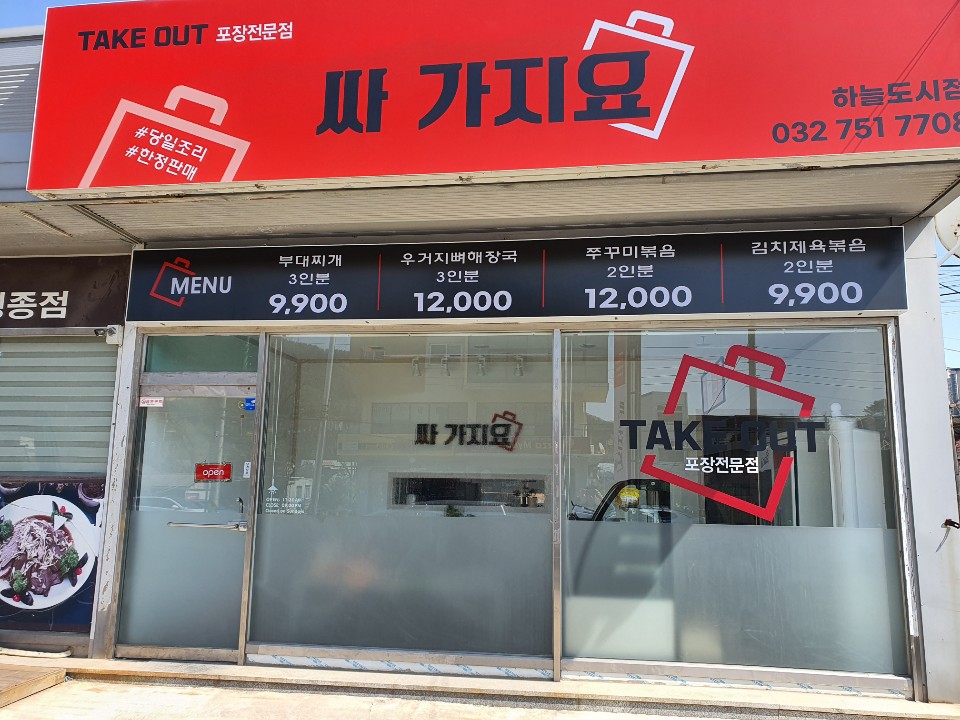 TAKE OUT 포장전문점
싸 가지요
#당일조리
#한정판매
하늘도시점
032 751 7708
MENU
부대찌개
3인분
9,900
우거지뼈해장국
3인분
12,000
쭈꾸미볶음
2인분
12,000
김치제육볶음
2인분
9,900
종점
open
싸 가지요
TAKE OUT
포장전문점